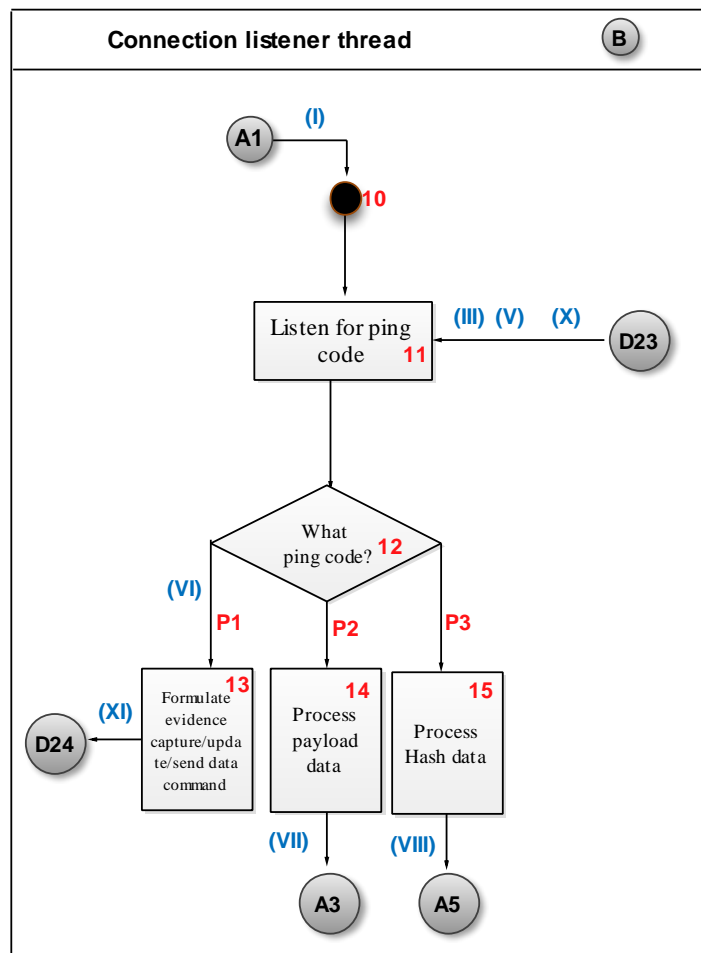 Connection listener thread
B
(I)
A1
10
Listen for ping
code
11
(III) (V) (X)
D23
What
ping code?
12
(VI)
P1
P2
P3
13
Formulate
evidence
capture/upda
te/send data
command
14
Process
payload
data
15
Process
Hash data
(XI)
D24
(VII)
(VIII)
A3
A5